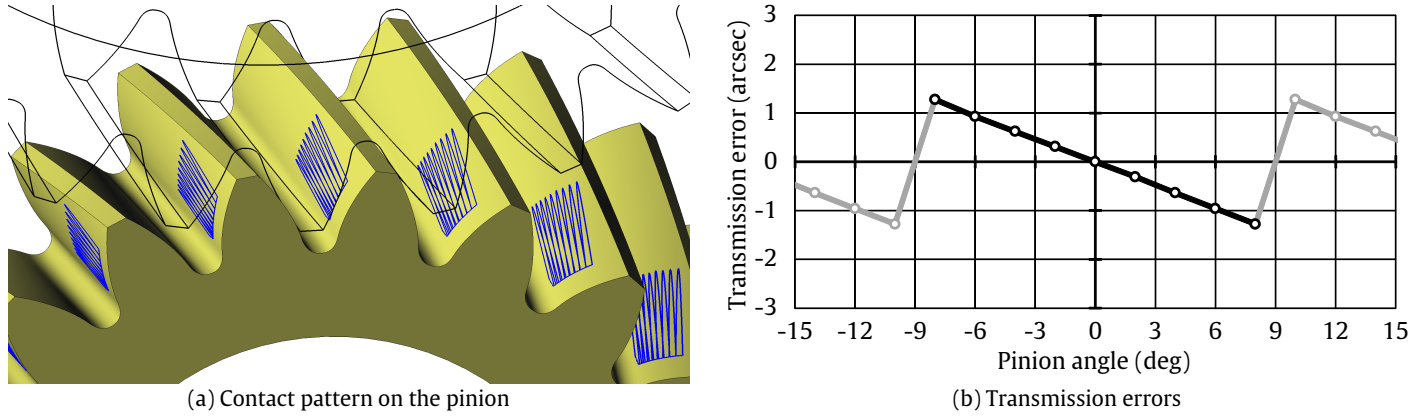 3
2
1
0
-1
-2
-3
Transmission error (arcsec)
-15 -12 -9 -6 -3 0 3 6 9 12 15
Pinion angle (deg)
(a) Contact pattern on the pinion
(b) Transmission errors